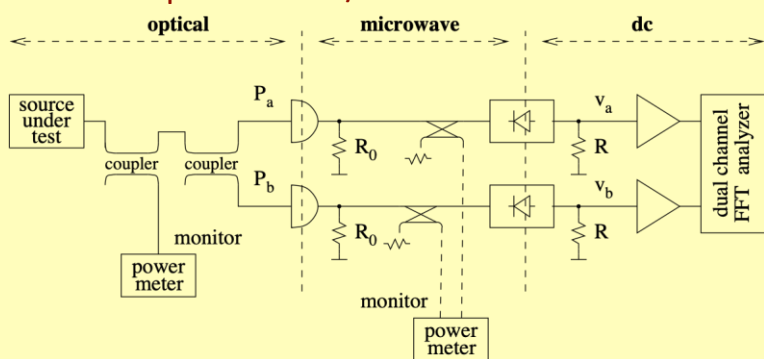 optical
microwave
dc
source
under
test
coupler
coupler
P_a
R_0
v_a
R
P_b
R_0
v_b
R
dual channel
FFT analyzer
monitor
power
meter
monitor
power
meter